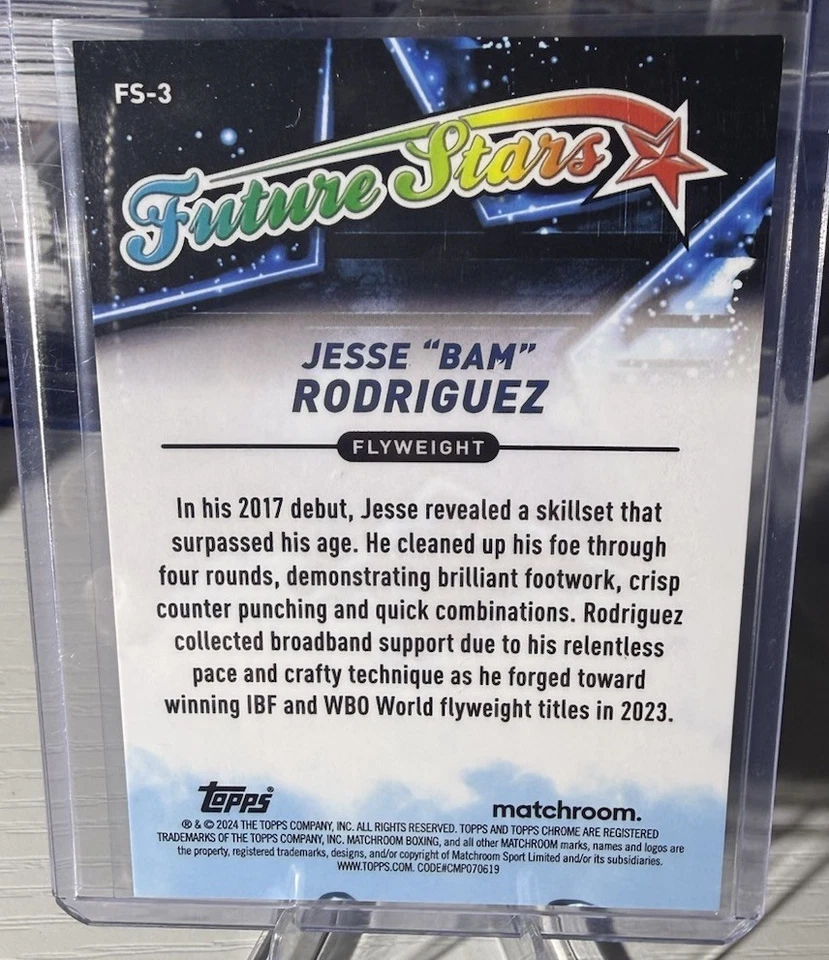 FS-3
Future Stars
JESSE "BAM"
RODRIGUEZ
FLYWEIGHT
In his 2017 debut, Jesse revealed a skillset that
surpassed his age. He cleaned up his foe through
four rounds, demonstrating brilliant footwork, crisp
counter punching and quick combinations. Rodriguez
collected broadband support due to his relentless
pace and crafty technique as he forged toward
winning IBF and WBO World flyweight titles in 2023.
topps®
matchroom.
® & © 2024 THE TOPPS COMPANY, INC. ALL RIGHTS RESERVED. TOPPS AND TOPPS CHROME ARE REGISTERED
TRADEMARKS OF THE TOPPS COMPANY, INC. MATCHROOM BOXING, and all other MATCHROOM marks, names and logos are
the property, registered trademarks, designs, and/or copyright of Matchroom Sport Limited and/or its subsidiaries.
WWW.TOPPS.COM. CODE#CMP070619